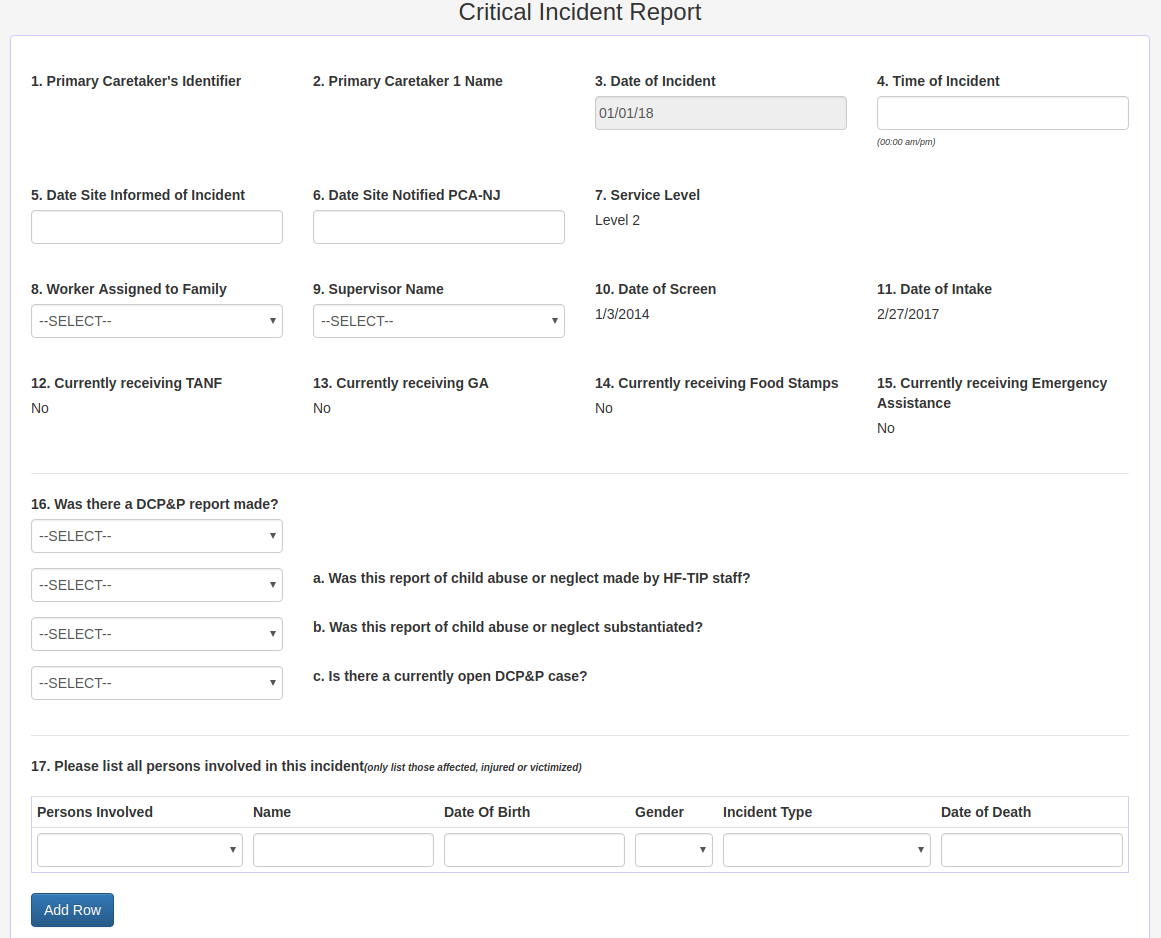 Critical Incident Report
1. Primary Caretaker's Identifier
2. Primary Caretaker 1 Name
3. Date of Incident
01/01/18
4. Time of Incident
(00:00 am/pm)
5. Date Site Informed of Incident
6. Date Site Notified PCA-NJ
7. Service Level
Level 2
8. Worker Assigned to Family
--SELECT--
9. Supervisor Name
--SELECT--
10. Date of Screen
1/3/2014
11. Date of Intake
2/27/2017
12. Currently receiving TANF
No
13. Currently receiving GA
No
14. Currently receiving Food Stamps
No
15. Currently receiving Emergency
Assistance
No
16. Was there a DCP&P report made?
--SELECT--
--SELECT--
a. Was this report of child abuse or neglect made by HF-TIP staff?
--SELECT--
b. Was this report of child abuse or neglect substantiated?
--SELECT--
c. Is there a currently open DCP&P case?
17. Please list all persons involved in this incident(only list those affected, injured or victimized)
Persons Involved Name Date Of Birth Gender Incident Type Date of Death
Add Row